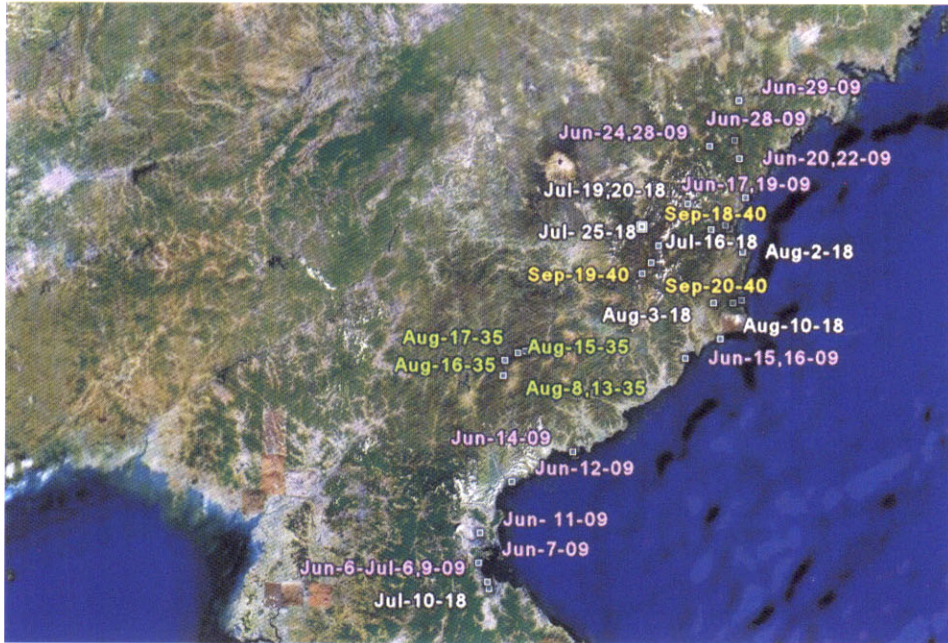 Jun-29-09
Jun-28-09
Jun-24,28-09
Jun-20,22-09
Jul-19,20-18
Jun-17,19-09
Sep-18-40
Jul- 25-18
Jul-16-18
Aug-2-18
Sep-19-40
Sep-20-40
Aug-3-18
Aug-10-18
Aug-17-35
Aug-15-35
Aug-16-35
Jun-15,16-09
Aug-8,13-35
Jun-14-09
Jun-12-09
Jun- 11-09
Jun-7-09
Jun-6-Jul-6,9-09
Jul-10-18